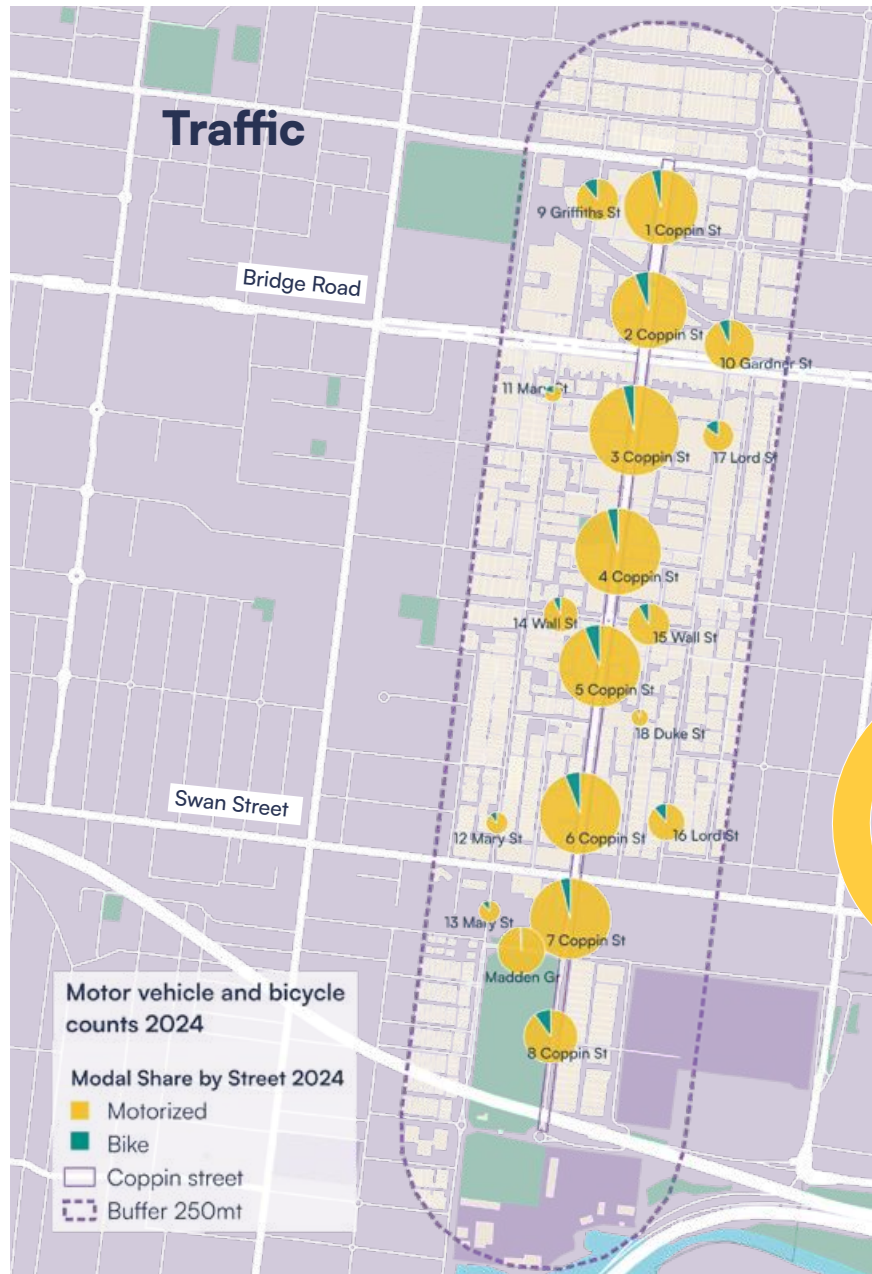 Traffic
9 Griffiths St
1 Coppin St
Bridge Road
2 Coppin St
10 Gardner St
11 Mary St
3 Coppin St
17 Lord St
4 Coppin St
14 Wall St
15 Wall St
5 Coppin St
18 Duke St
Swan Street
12 Mary St
6 Coppin St
16 Lord St
13 Mary St
7 Coppin St
Madden Gr
8 Coppin St
Motor vehicle and bicycle
counts 2024
Modal Share by Street 2024
Motorized
Bike
Coppin street
Buffer 250mt